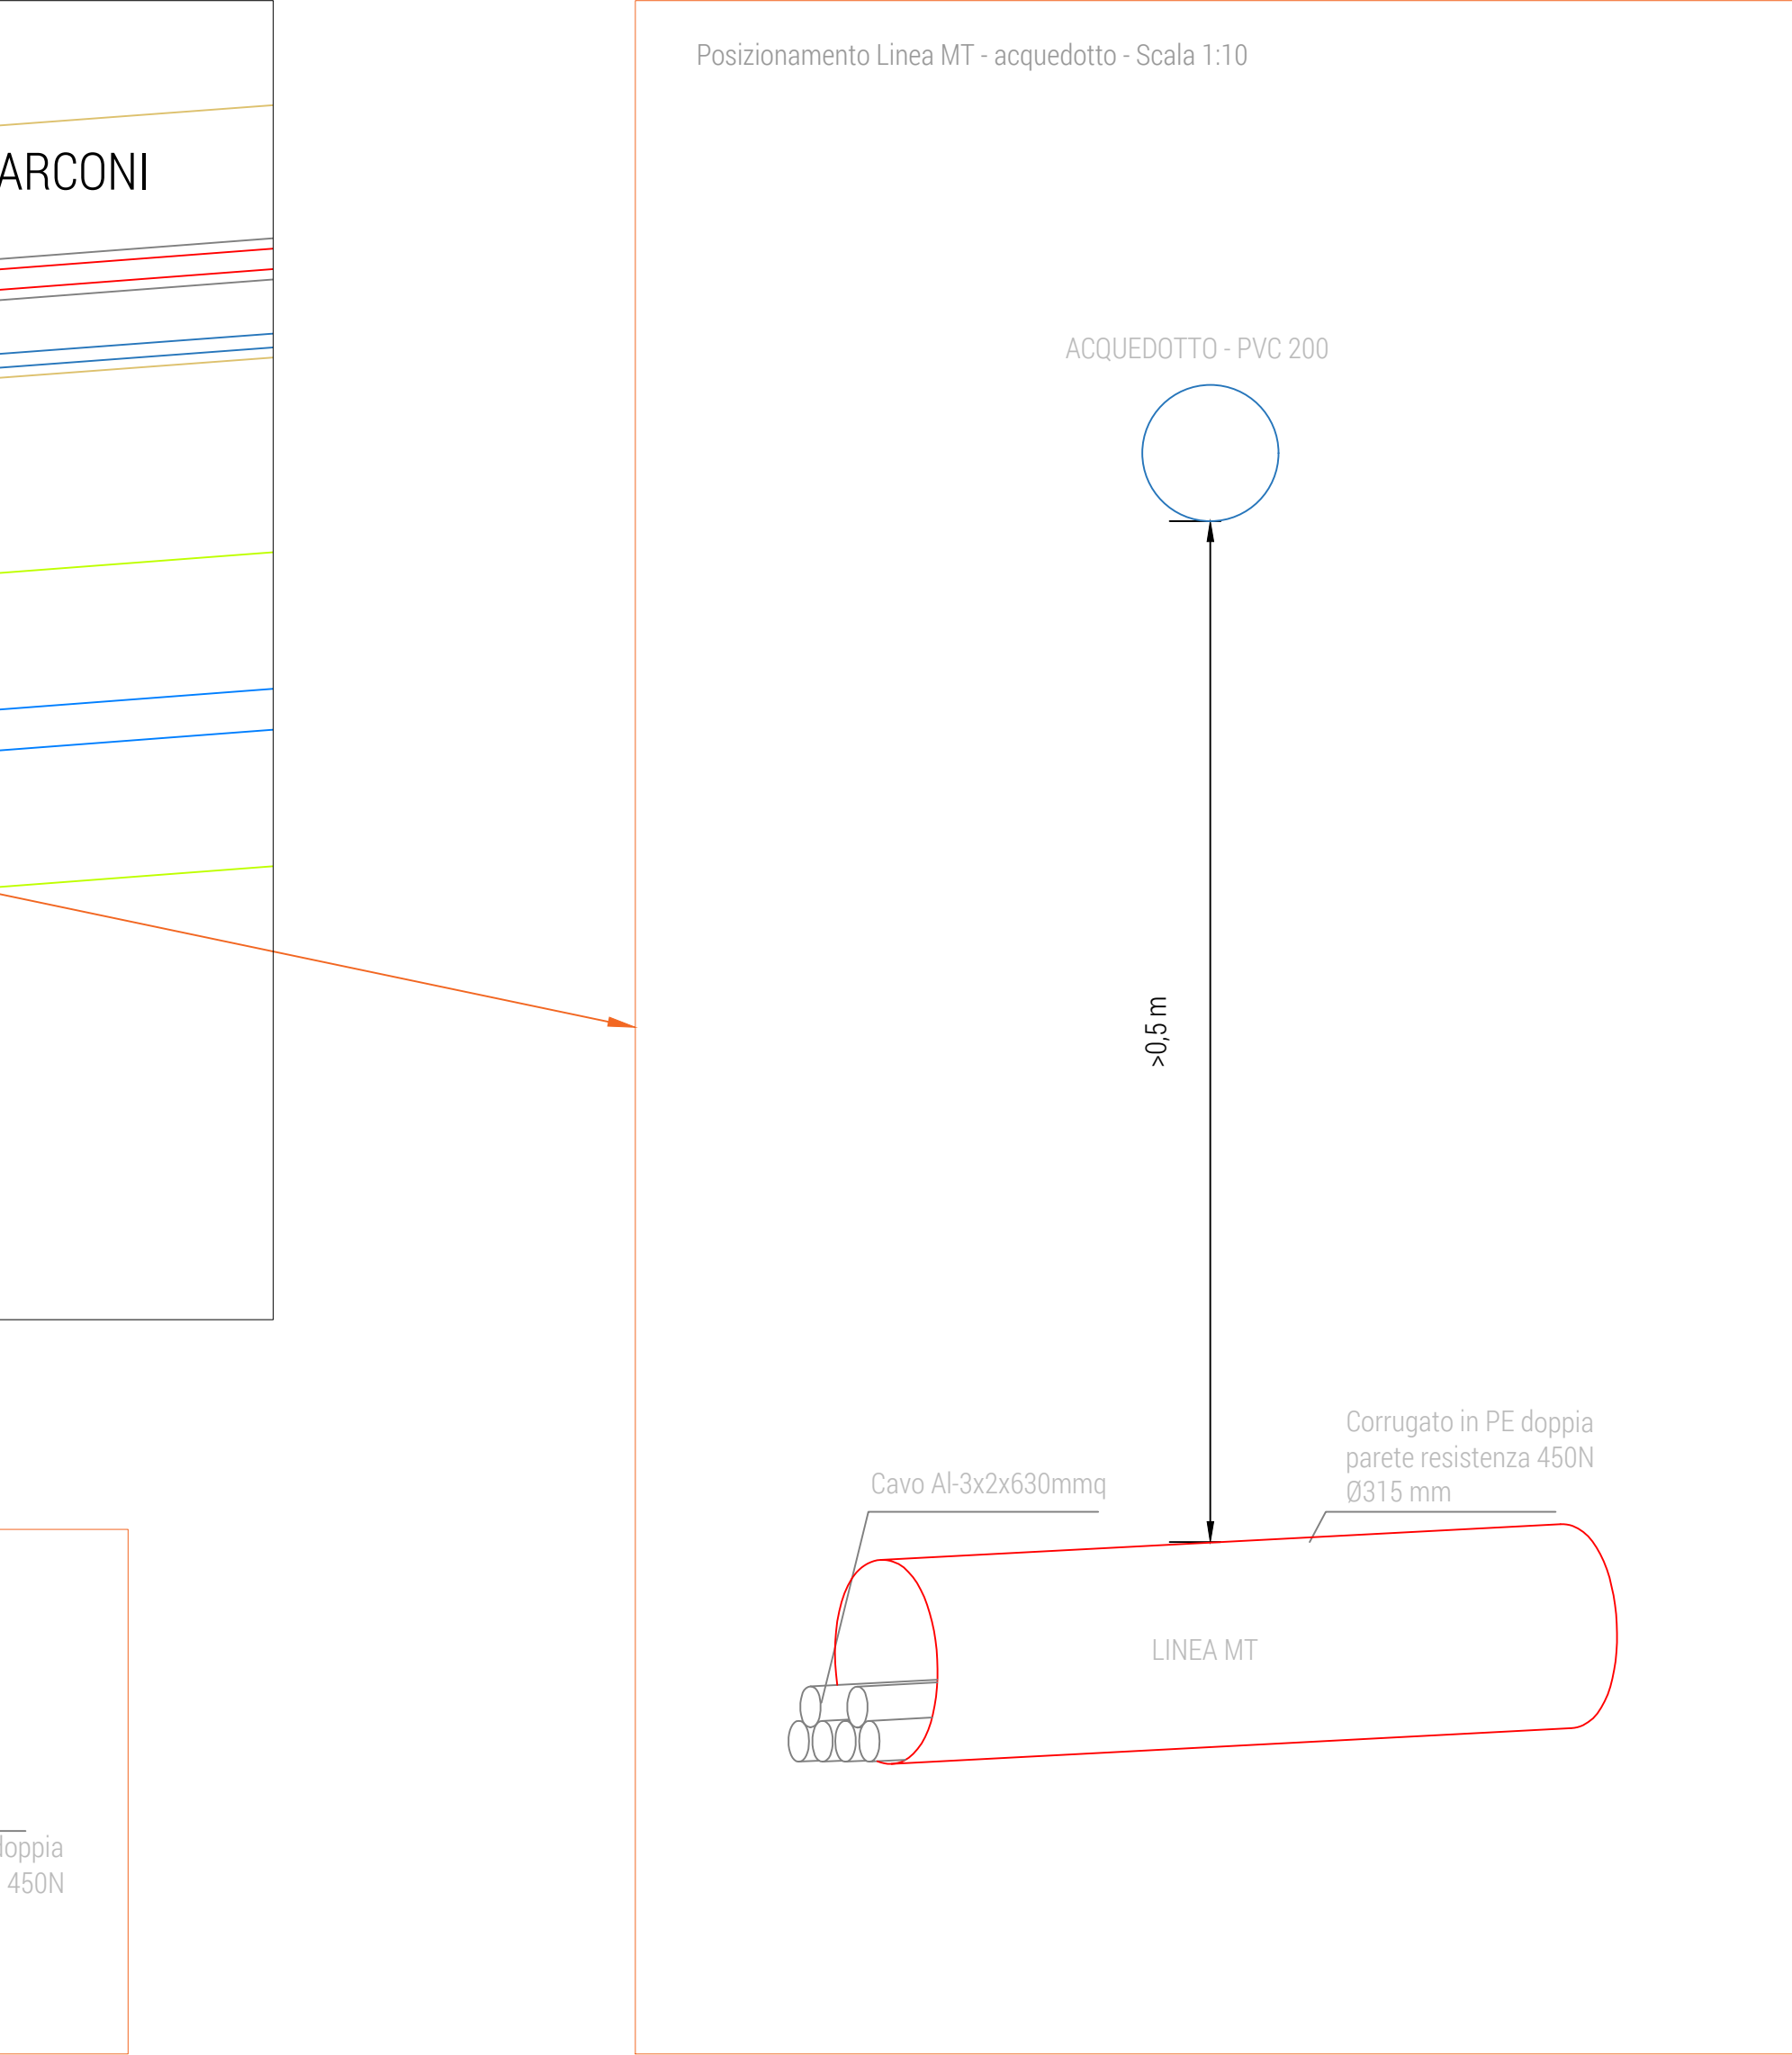 Posizionamento Linea MT - acquedotto - Scala 1:10
ARCONI
ACQUEDOTTO - PVC 200
>0,5 m
Corrugato in PE doppia
parete resistenza 450N
Ø315 mm
Cavo Al-3x2x630mmq
LINEA MT
doppia
450N